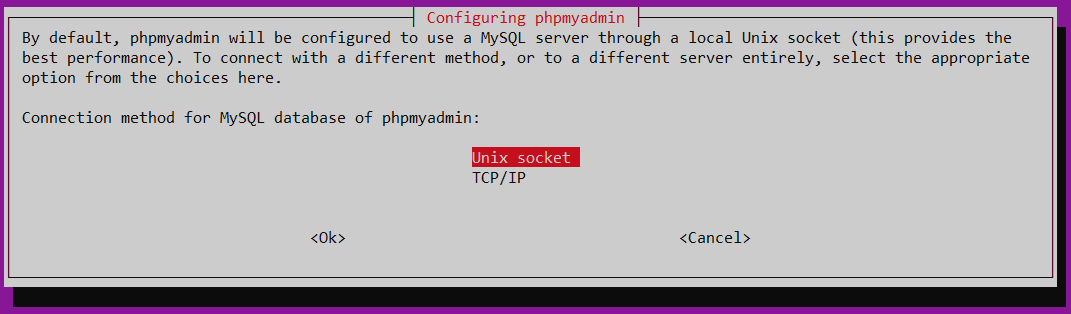 Configuring phpmyadmin
By default, phpmyadmin will be configured to use a MySQL server through a local Unix socket (this provides the
best performance). To connect with a different method, or to a different server entirely, select the appropriate
option from the choices here.
Connection method for MySQL database of phpmyadmin:
Unix socket
TCP/IP
<Ok> <Cancel>